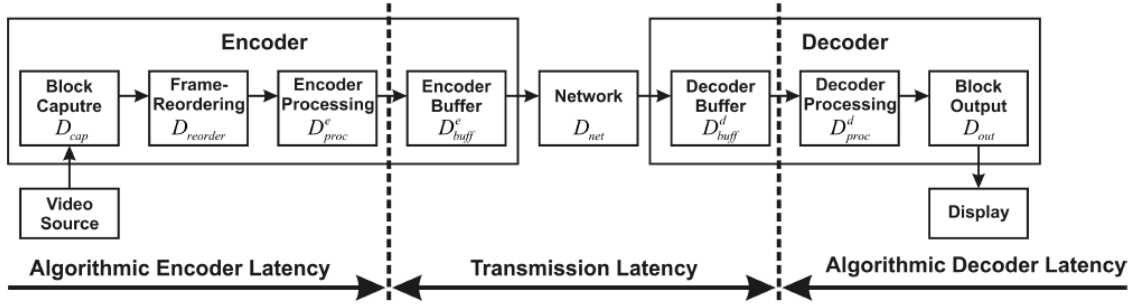 Encoder
Decoder
Block
Caputre
D_cap
Frame-
Reordering
D_reorder
Encoder
Processing
D^e_proc
Encoder
Buffer
D^e_buff
Network
D_net
Decoder
Buffer
D^d_buff
Decoder
Processing
D^d_proc
Block
Output
D_out
Video
Source
Display
Algorithmic Encoder Latency
Transmission Latency
Algorithmic Decoder Latency